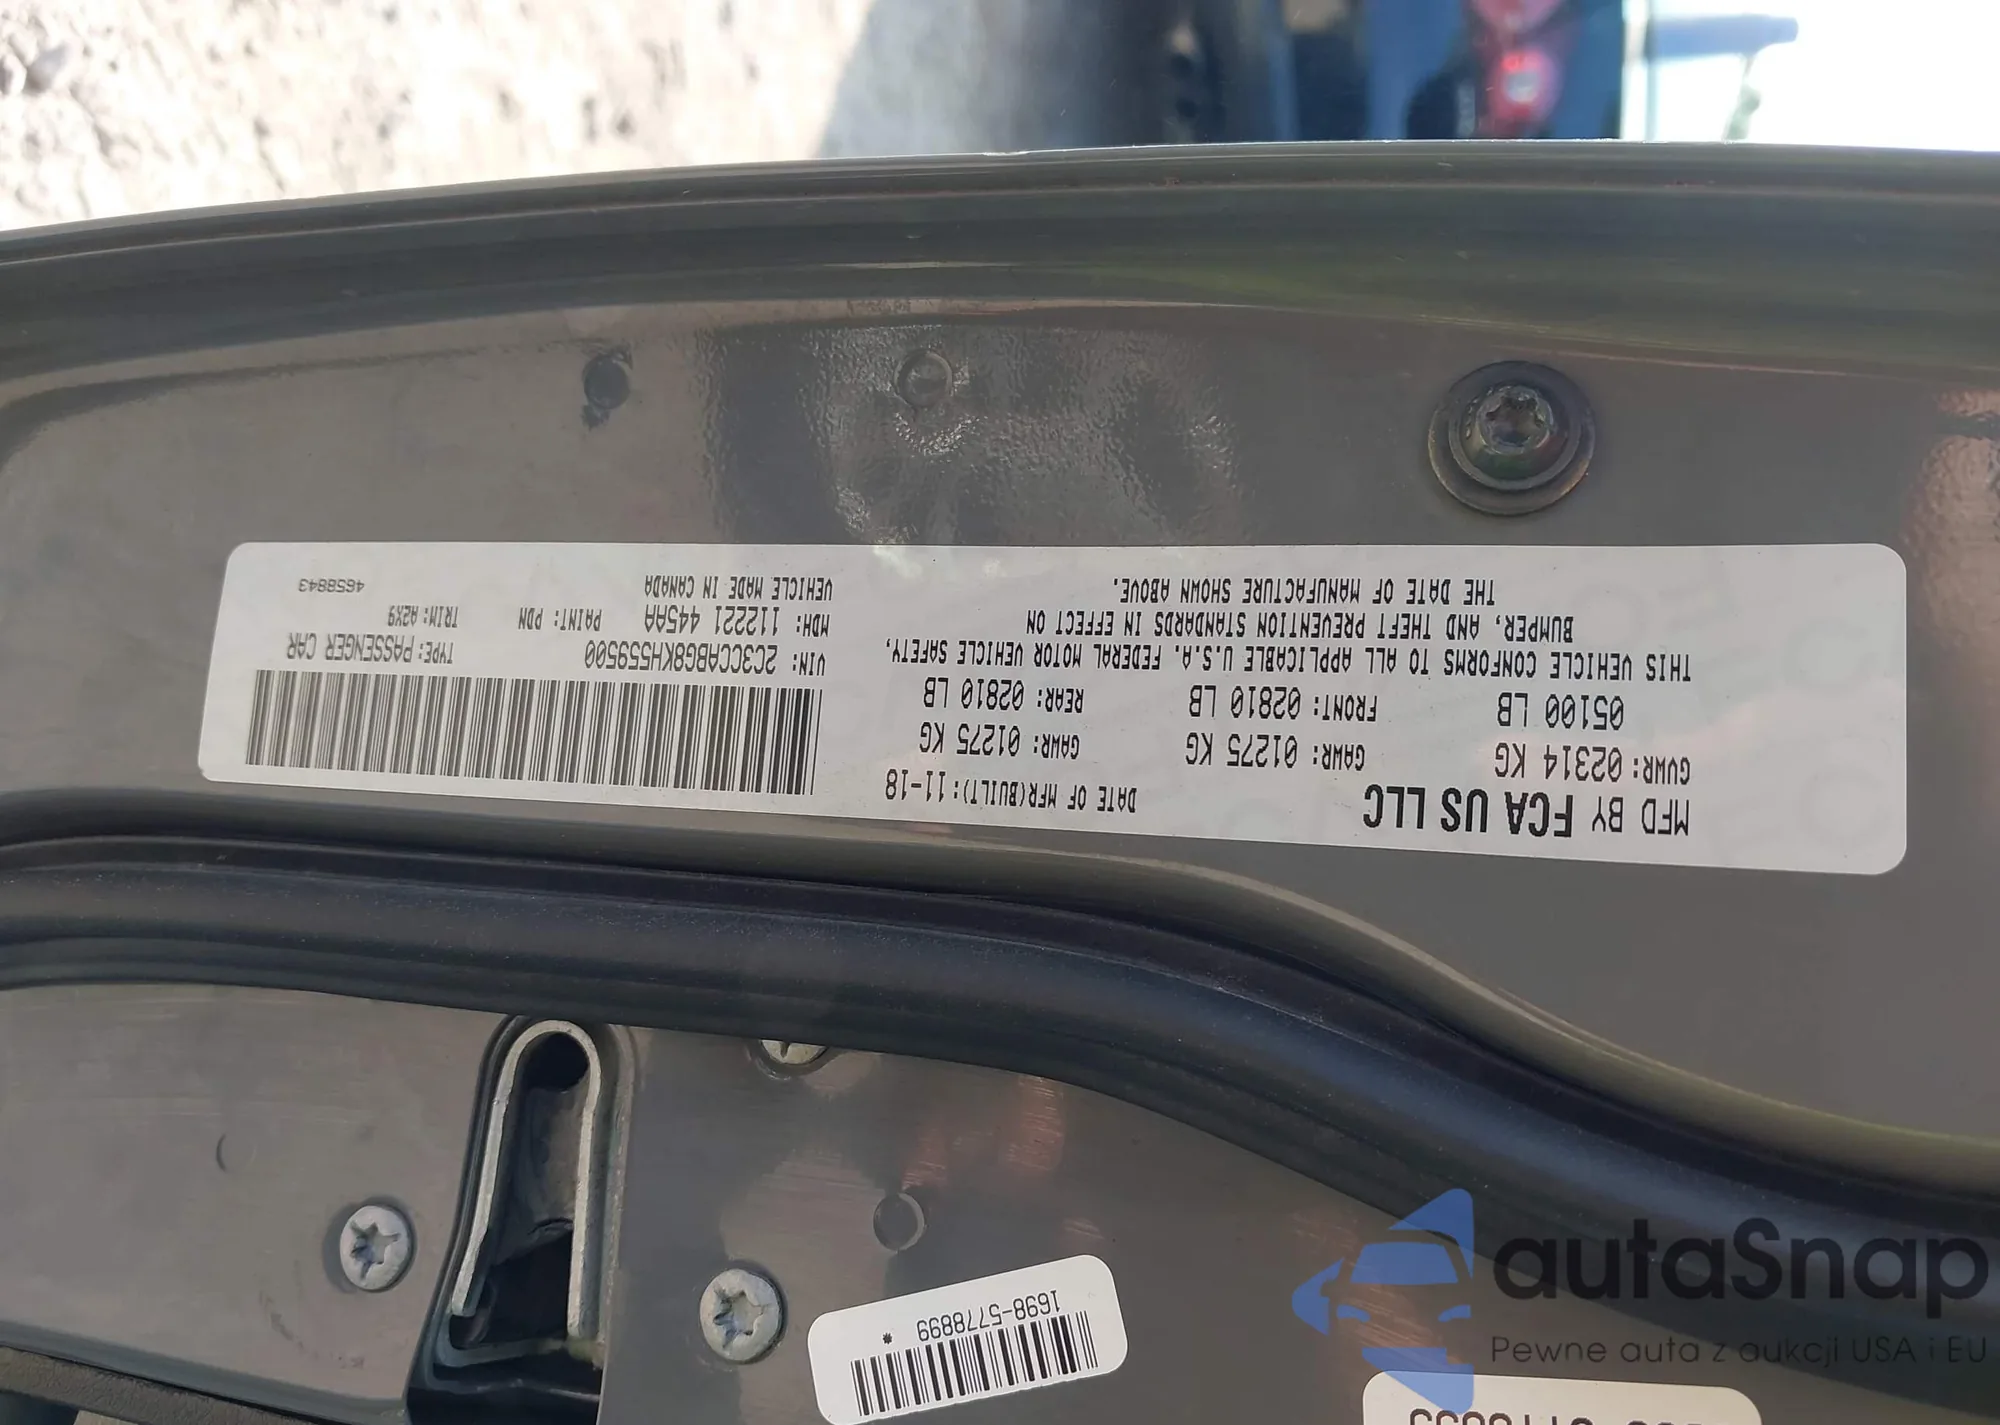 MFD BY FCA US LLC
DATE OF MFR(BUILT): 11-18
GVWR: 02314 KG
GAWR: 01275 KG
GAWR: 01275 KG
05100 LB
FRONT: 02810 LB
REAR: 02810 LB
THIS VEHICLE CONFORMS TO ALL APPLICABLE U.S.A. FEDERAL MOTOR VEHICLE SAFETY,
BUMPER, AND THEFT PREVENTION STANDARDS IN EFFECT ON
THE DATE OF MANUFACTURE SHOWN ABOVE.
VIN: 2C3CCABG8KH559500
TYPE: PASSENGER CAR
MDH: 112221 445AA
PAINT: PDN
TRIM: A2X9
VEHICLE MADE IN CANADA
4658843
1698-5778899 *
autaSnap
Pewne auta z aukcji USA i EU